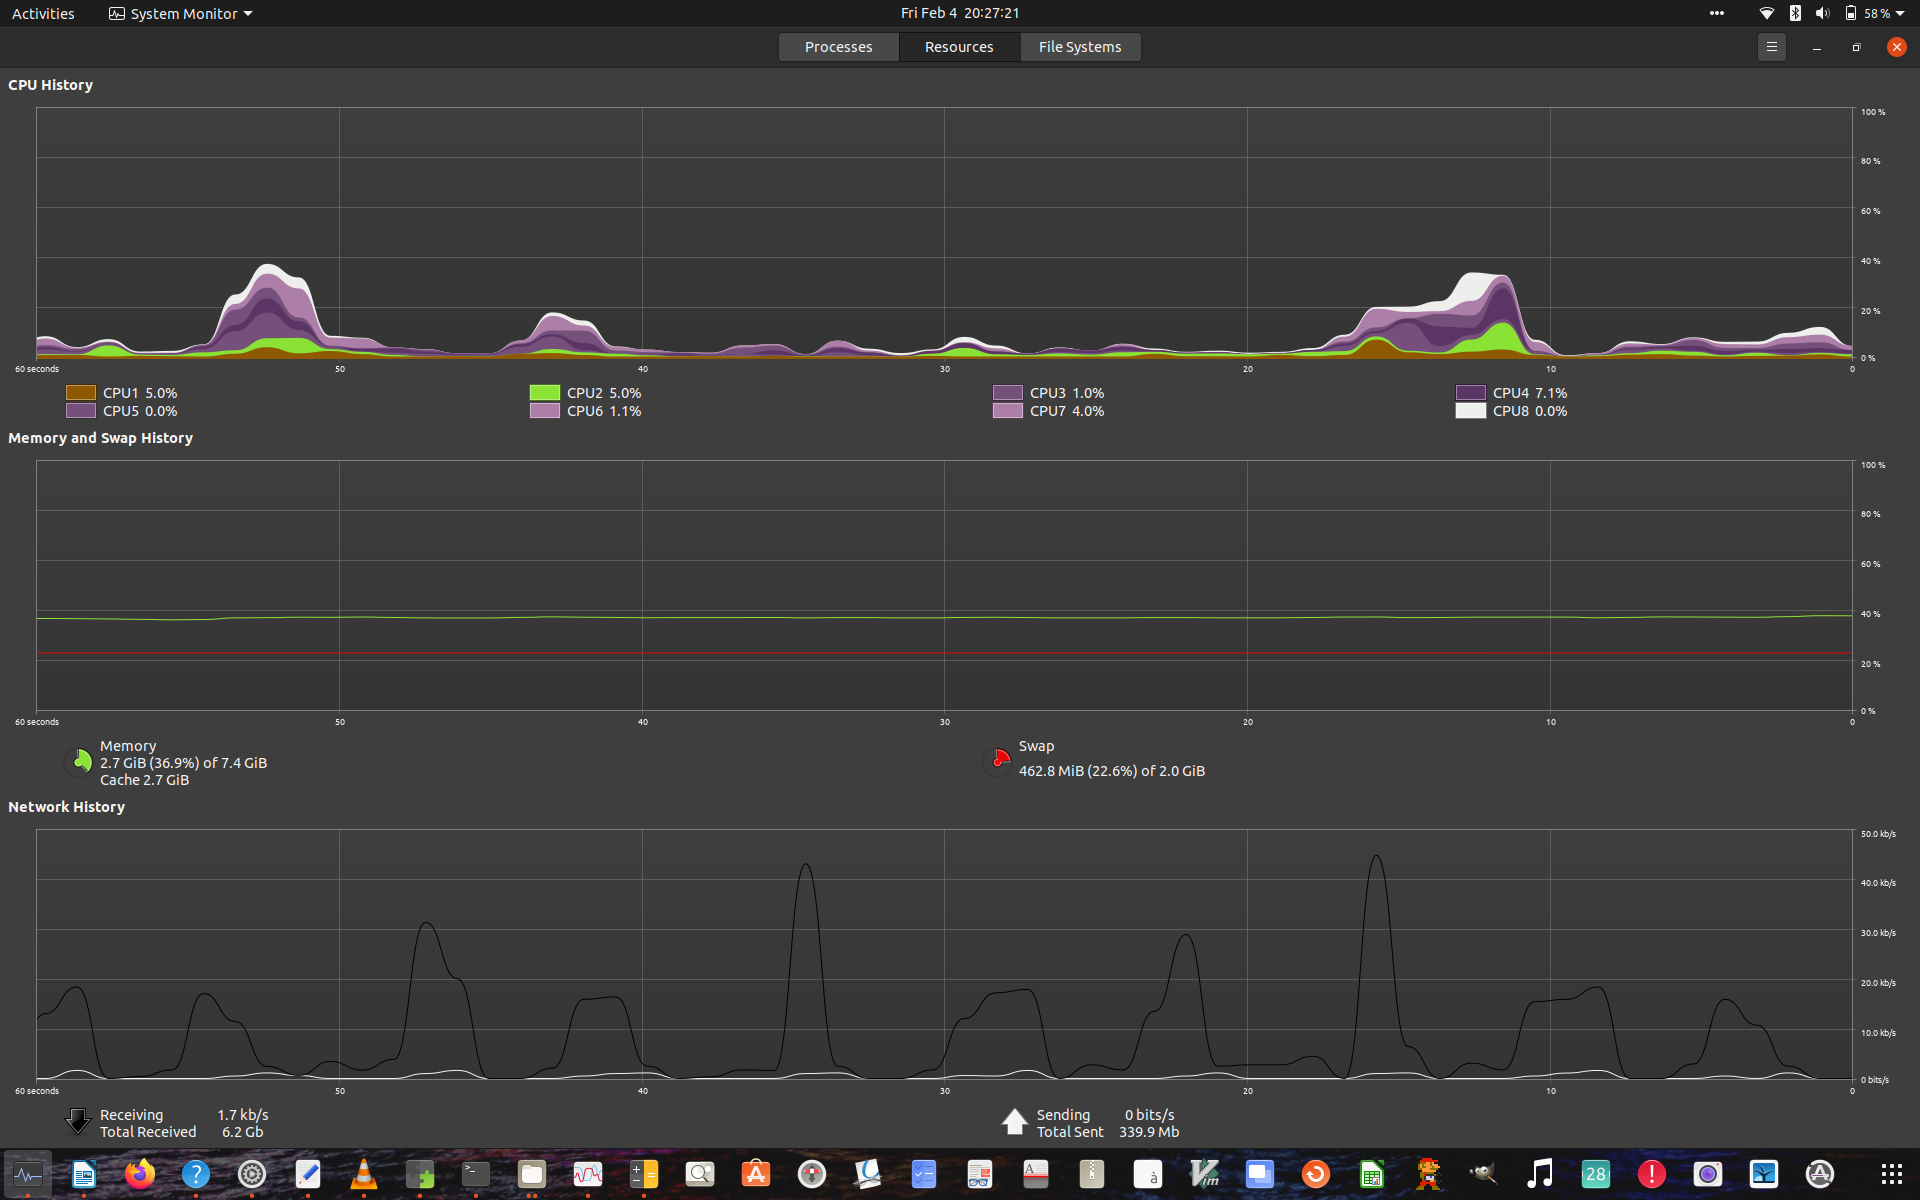 Activities System Monitor Fri Feb 4 20:27:21 58 %
Processes Resources File Systems
CPU History
100 %
80 %
60 %
40 %
20 %
0 %
60 seconds 50 40 30 20 10 0
CPU1 5.0% CPU2 5.0% CPU3 1.0% CPU4 7.1%
CPU5 0.0% CPU6 1.1% CPU7 4.0% CPU8 0.0%
Memory and Swap History
100 %
80 %
60 %
40 %
20 %
0 %
60 seconds 50 40 30 20 10 0
Memory Swap
2.7 GiB (36.9%) of 7.4 GiB 462.8 MiB (22.6%) of 2.0 GiB
Cache 2.7 GiB
Network History
50.0 kb/s
40.0 kb/s
30.0 kb/s
20.0 kb/s
10.0 kb/s
0 bits/s
60 seconds 50 40 30 20 10 0
Receiving 1.7 kb/s Sending 0 bits/s
Total Received 6.2 Gb Total Sent 339.9 Mb
? >_ A à Vim 28 !